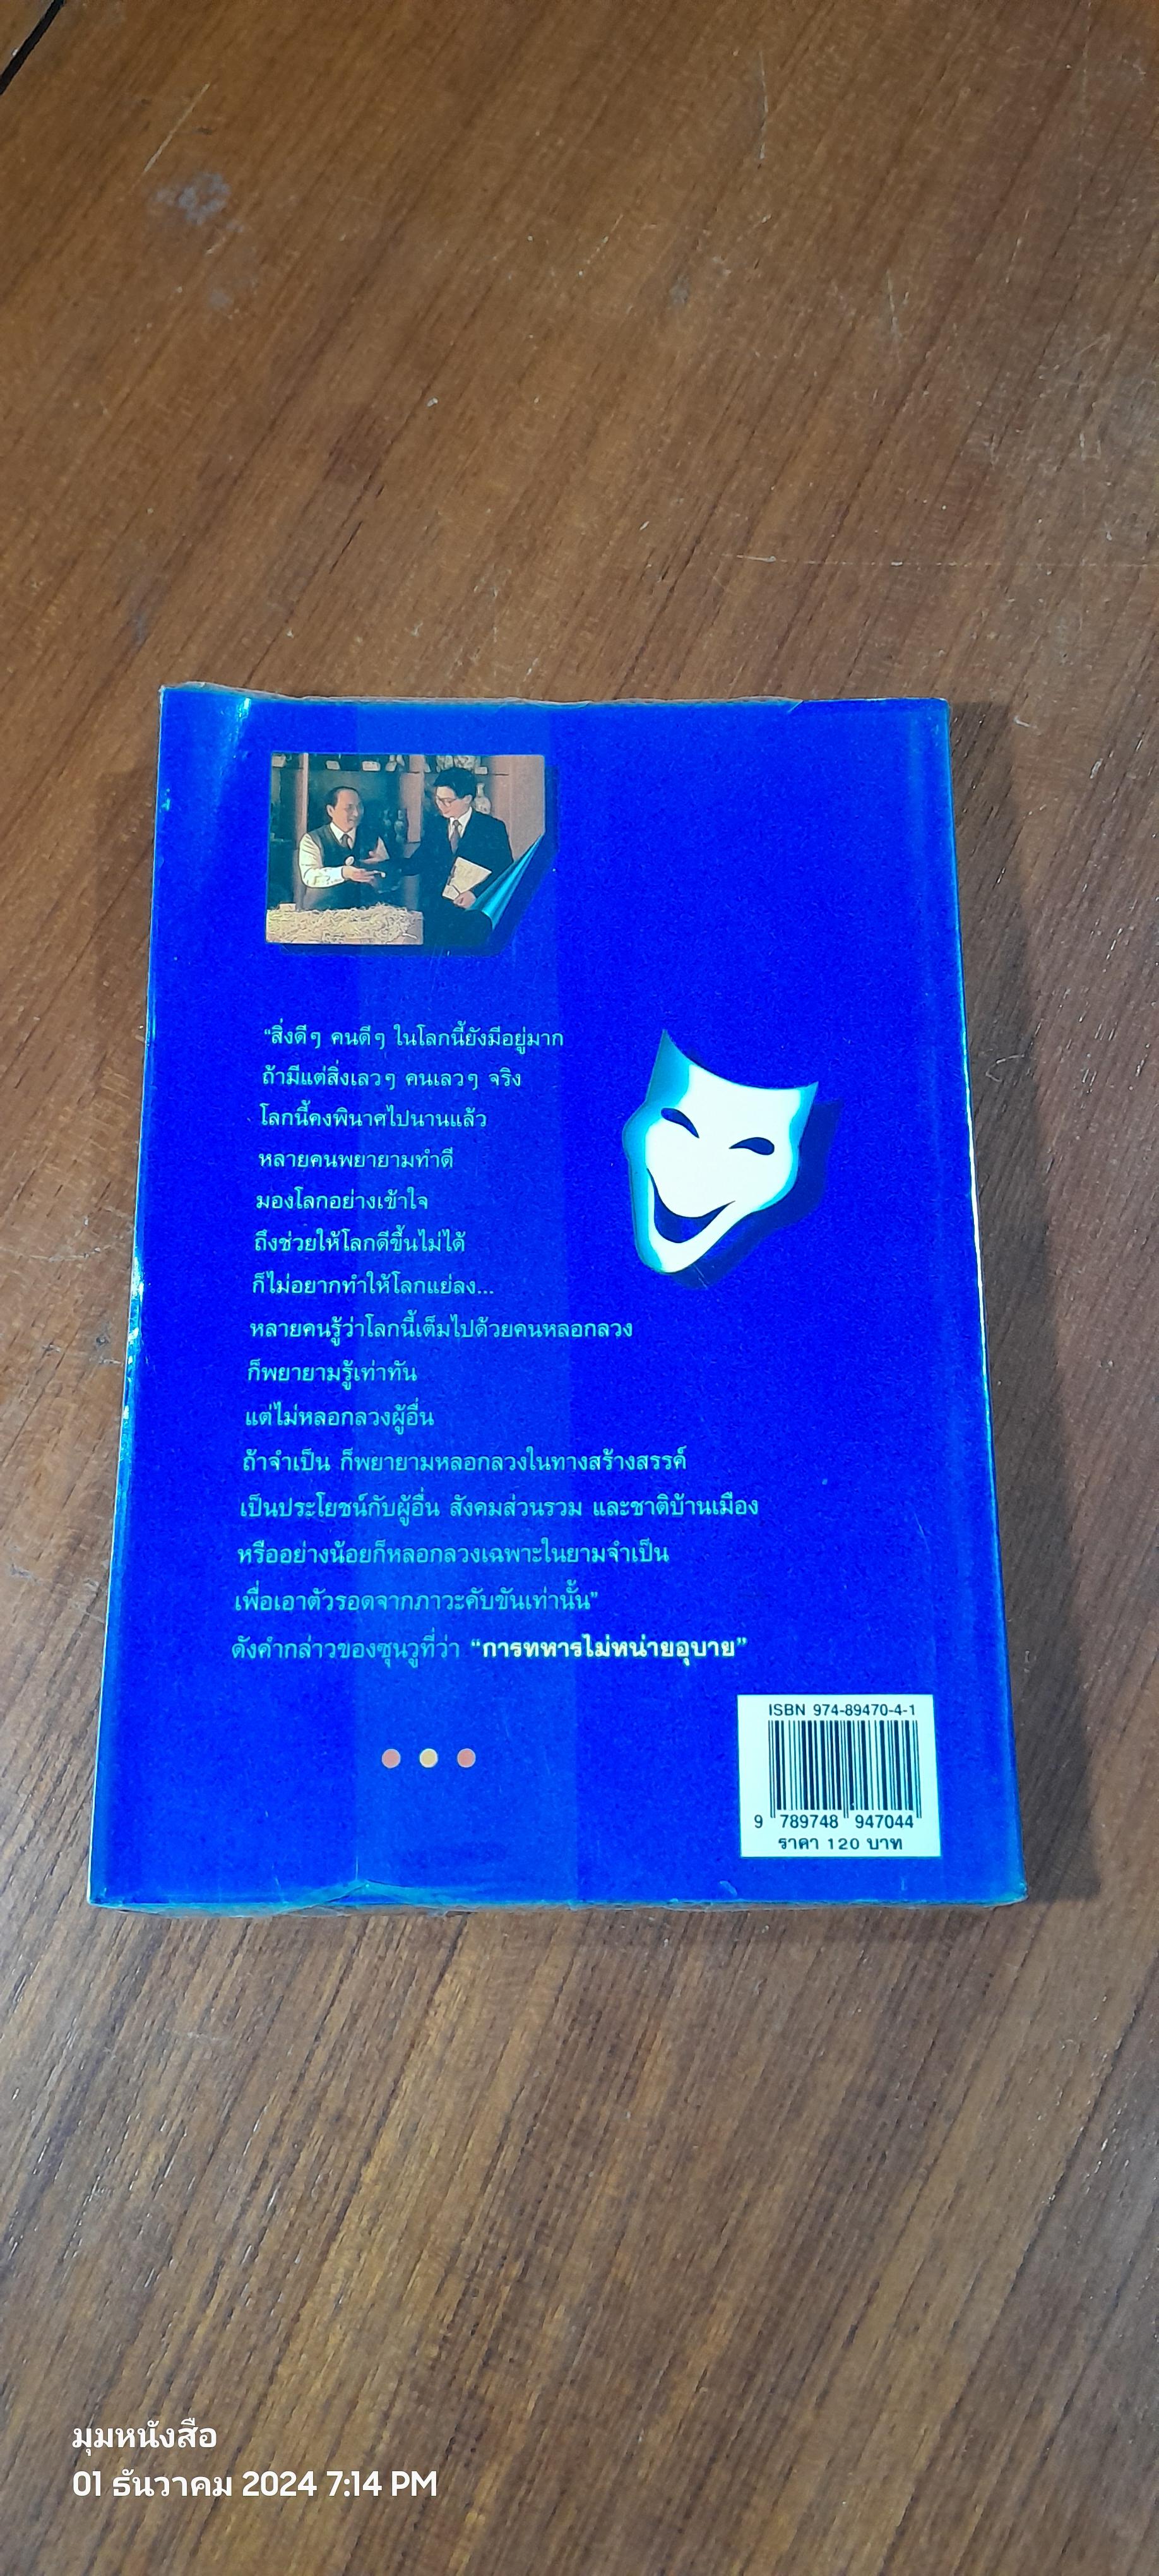 “สิ่งดีๆ คนดีๆ ในโลกนี้ยังมีอยู่มาก
ถ้ามีแต่สิ่งเลวๆ คนเลวๆ จริง
โลกนี้คงพินาศไปนานแล้ว
หลายคนพยายามทำดี
มองโลกอย่างเข้าใจ
ถึงช่วยให้โลกดีขึ้นไม่ได้
ก็ไม่อยากทำให้โลกแย่ลง...
หลายคนรู้ว่าโลกนี้เต็มไปด้วยคนหลอกลวง
ก็พยายามรู้เท่าทัน
แต่ไม่หลอกลวงผู้อื่น
ถ้าจำเป็น ก็พยายามหลอกลวงในทางสร้างสรรค์
เป็นประโยชน์กับผู้อื่น สังคมส่วนรวม และชาติบ้านเมือง
หรืออย่างน้อยก็หลอกลวงเฉพาะในยามจำเป็น
เพื่อเอาตัวรอดจากภาวะคับขันเท่านั้น”
ดังคำกล่าวของซุนวูที่ว่า “การทหารไม่หน่ายอุบาย”
ISBN 974-89470-4-1
9 789748 947044
ราคา 120 บาท
มุมหนังสือ
01 ธันวาคม 2024 7:14 PM